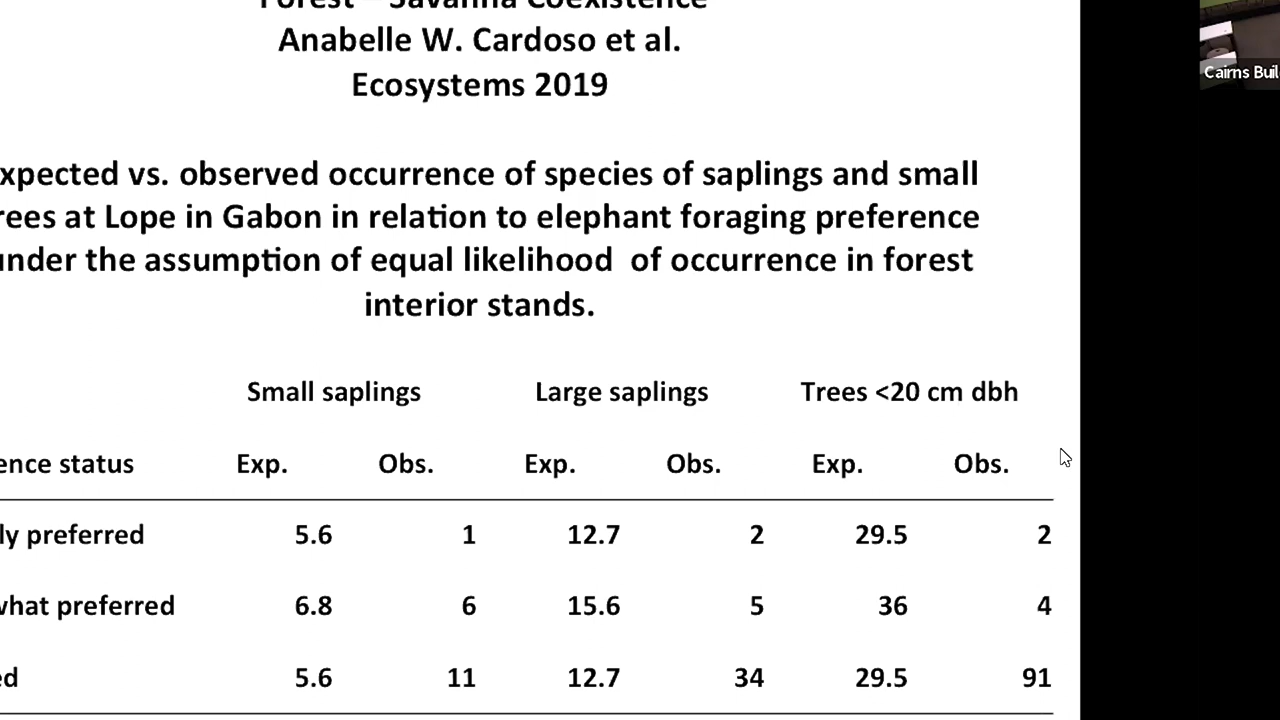 Forest – Savanna Coexistence
Anabelle W. Cardoso et al.
Ecosystems 2019
Cairns Buil
xpected vs. observed occurrence of species of saplings and small
rees at Lope in Gabon in relation to elephant foraging preference
under the assumption of equal likelihood of occurrence in forest
interior stands.
Small saplings Large saplings Trees <20 cm dbh
ence status Exp. Obs. Exp. Obs. Exp. Obs.
ly preferred 5.6 1 12.7 2 29.5 2
what preferred 6.8 6 15.6 5 36 4
ed 5.6 11 12.7 34 29.5 91